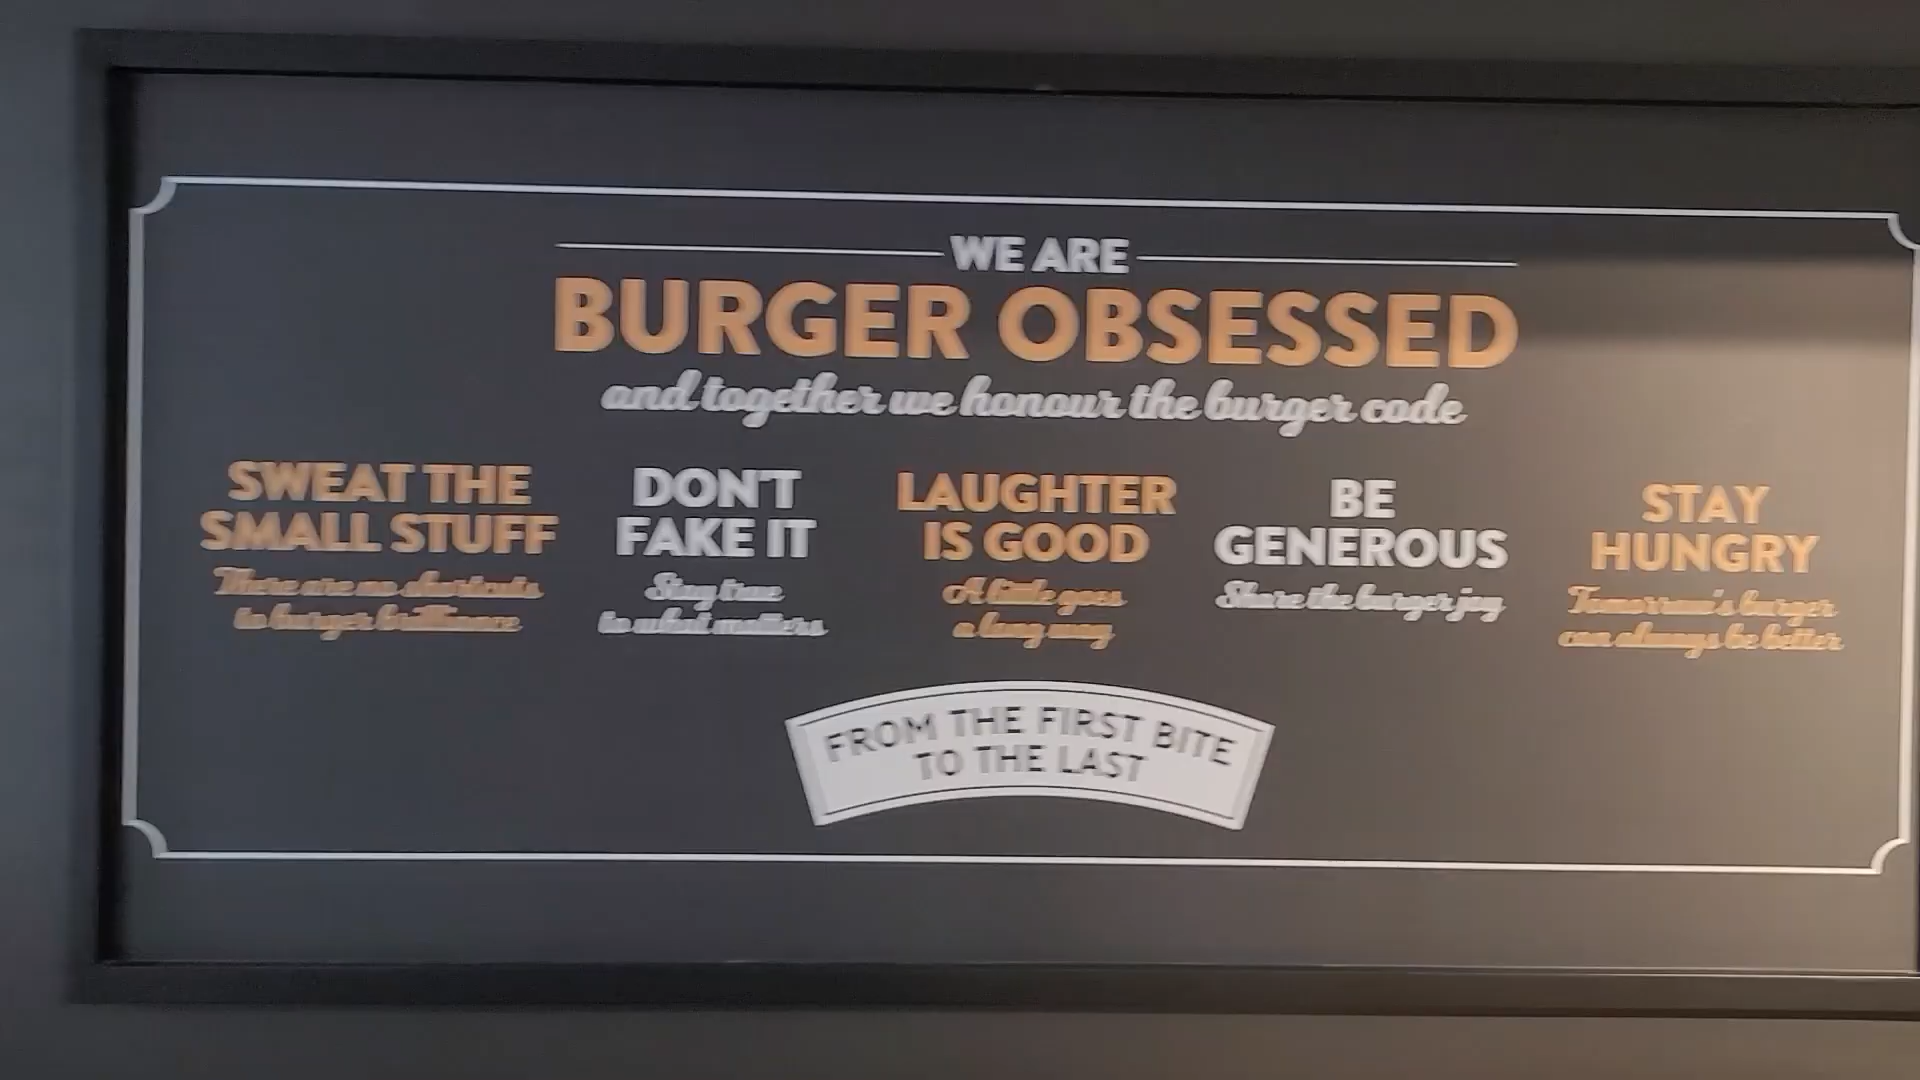 WE ARE
BURGER OBSESSED
and together we honour the burger code
SWEAT THE
SMALL STUFF
There are no shortcuts
to burger brilliance
DON'T
FAKE IT
Stay true
to what matters
LAUGHTER
IS GOOD
A little goes
a long way
BE
GENEROUS
Share the burger joy
STAY
HUNGRY
Tomorrow's burger
can always be better
FROM THE FIRST BITE
TO THE LAST